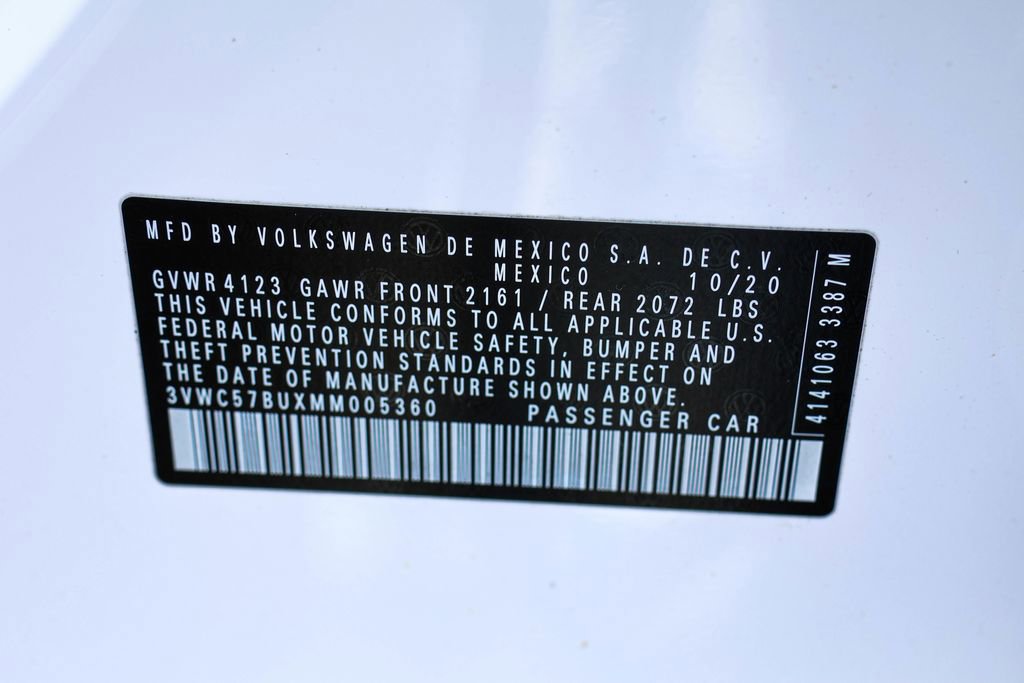 MFD BY VOLKSWAGEN DE MEXICO S.A. DE C.V.
MEXICO 10/20
GVWR 4123 GAWR FRONT 2161 / REAR 2072 LBS
THIS VEHICLE CONFORMS TO ALL APPLICABLE U.S.
FEDERAL MOTOR VEHICLE SAFETY, BUMPER AND
THEFT PREVENTION STANDARDS IN EFFECT ON
THE DATE OF MANUFACTURE SHOWN ABOVE.
3VWC57BUXMM005360 PASSENGER CAR
4141063 3387 M